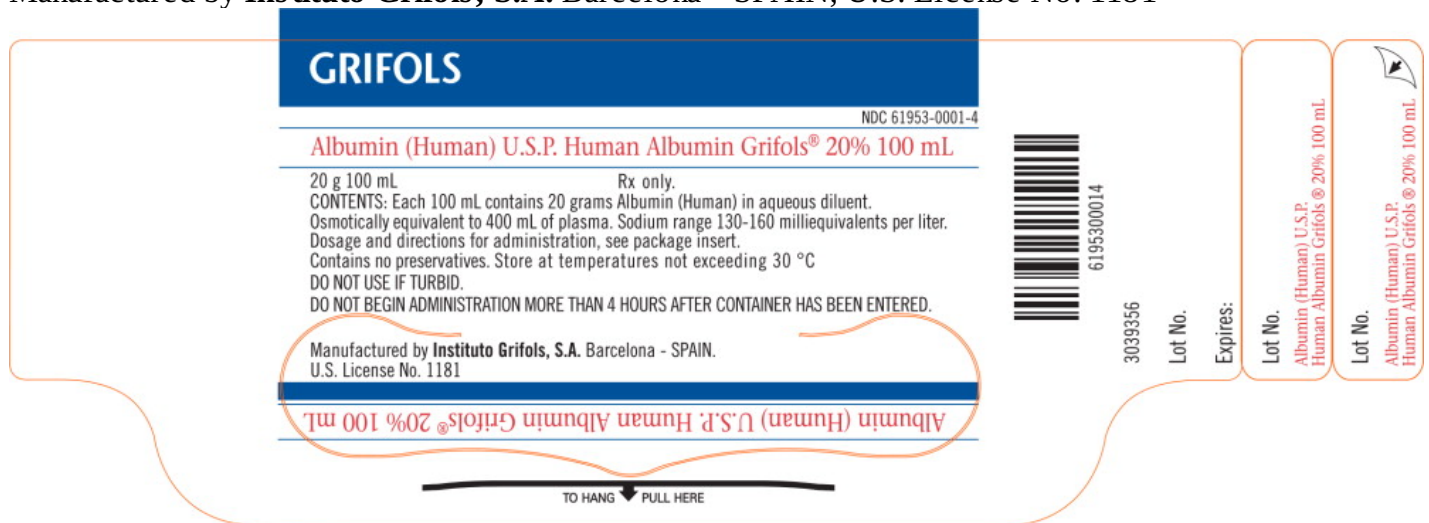 Manufactured by Instituto Grifols, S.A. Barcelona - SPAIN, U.S. License No. 1181
GRIFOLS
NDC 61953-0001-4
Albumin (Human) U.S.P. Human Albumin Grifols® 20% 100 mL
20 g 100 mL Rx only.
CONTENTS: Each 100 mL contains 20 grams Albumin (Human) in aqueous diluent.
Osmotically equivalent to 400 mL of plasma. Sodium range 130-160 milliequivalents per liter.
Dosage and directions for administration, see package insert.
Contains no preservatives. Store at temperatures not exceeding 30 °C
DO NOT USE IF TURBID.
DO NOT BEGIN ADMINISTRATION MORE THAN 4 HOURS AFTER CONTAINER HAS BEEN ENTERED.
Manufactured by Instituto Grifols, S.A. Barcelona - SPAIN.
U.S. License No. 1181
Albumin (Human) U.S.P. Human Albumin Grifols® 20% 100 mL
TO HANG PULL HERE
6195300014
3039356
Lot No.
Expires:
Lot No.
Albumin (Human) U.S.P.
Human Albumin Grifols ® 20% 100 mL
Lot No.
Albumin (Human) U.S.P.
Human Albumin Grifols ® 20% 100 mL